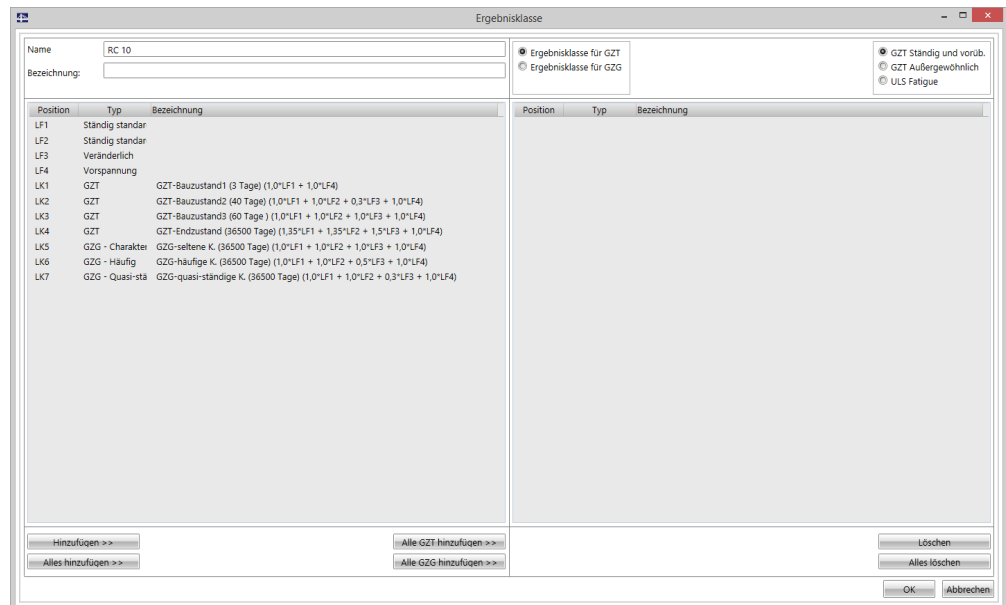 Ergebnisklasse
Name RC 10
Bezeichnung:
Ergebnisklasse für GZT
Ergebnisklasse für GZG
GZT Ständig und vorüb.
GZT Außergewöhnlich
ULS Fatigue
Position Typ Bezeichnung
LF1 Ständig standar
LF2 Ständig standar
LF3 Veränderlich
LF4 Vorspannung
LK1 GZT GZT-Bauzustand1 (3 Tage) (1,0*LF1 + 1,0*LF4)
LK2 GZT GZT-Bauzustand2 (40 Tage) (1,0*LF1 + 1,0*LF2 + 0,3*LF3 + 1,0*LF4)
LK3 GZT GZT-Bauzustand3 (60 Tage ) (1,0*LF1 + 1,0*LF2 + 1,0*LF3 + 1,0*LF4)
LK4 GZT GZT-Endzustand (36500 Tage) (1,35*LF1 + 1,35*LF2 + 1,5*LF3 + 1,0*LF4)
LK5 GZG - Charakter GZG-seltene K. (36500 Tage) (1,0*LF1 + 1,0*LF2 + 1,0*LF3 + 1,0*LF4)
LK6 GZG - Häufig GZG-häufige K. (36500 Tage) (1,0*LF1 + 1,0*LF2 + 0,5*LF3 + 1,0*LF4)
LK7 GZG - Quasi-stä GZG-quasi-ständige K. (36500 Tage) (1,0*LF1 + 1,0*LF2 + 0,3*LF3 + 1,0*LF4)
Position Typ Bezeichnung
Hinzufügen >> Alle GZT hinzufügen >>
Alles hinzufügen >> Alle GZG hinzufügen >>
Löschen
Alles löschen
OK Abbrechen